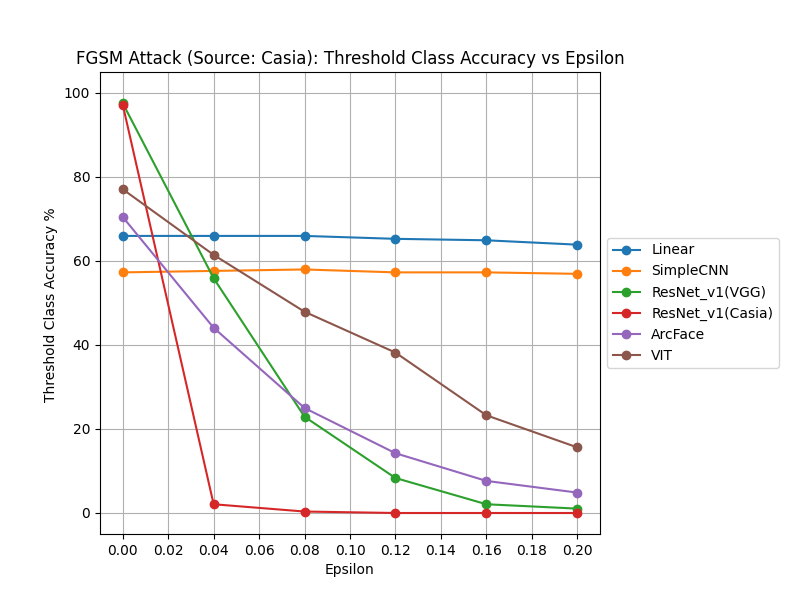 FGSM Attack (Source: Casia): Threshold Class Accuracy vs Epsilon
Threshold Class Accuracy %
100
80
60
40
20
0
0.00 0.02 0.04 0.06 0.08 0.10 0.12 0.14 0.16 0.18 0.20
Epsilon
Linear
SimpleCNN
ResNet_v1(VGG)
ResNet_v1(Casia)
ArcFace
VIT